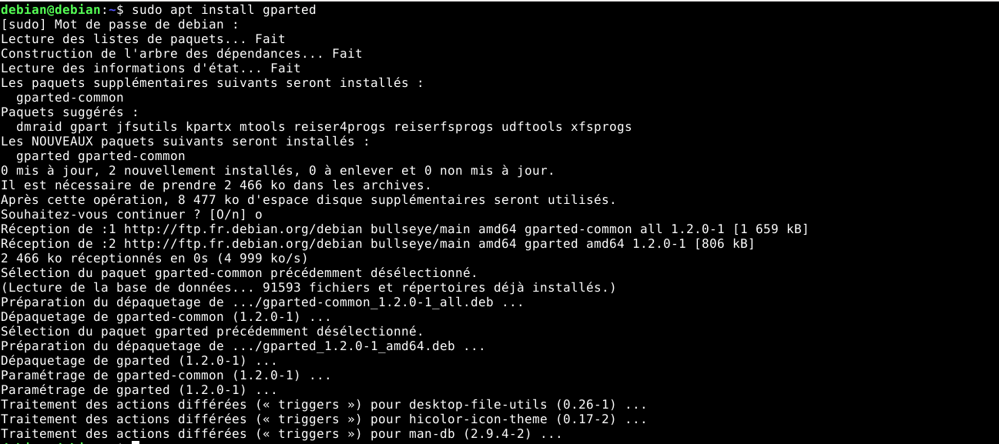 debian@debian:~$ sudo apt install gparted
[sudo] Mot de passe de debian :
Lecture des listes de paquets... Fait
Construction de l'arbre des dépendances... Fait
Lecture des informations d'état... Fait
Les paquets supplémentaires suivants seront installés :
  gparted-common
Paquets suggérés :
  dmraid gpart jfsutils kpartx mtools reiser4progs reiserfsprogs udftools xfsprogs
Les NOUVEAUX paquets suivants seront installés :
  gparted gparted-common
0 mis à jour, 2 nouvellement installés, 0 à enlever et 0 non mis à jour.
Il est nécessaire de prendre 2 466 ko dans les archives.
Après cette opération, 8 477 ko d'espace disque supplémentaires seront utilisés.
Souhaitez-vous continuer ? [O/n] o
Réception de :1 http://ftp.fr.debian.org/debian bullseye/main amd64 gparted-common all 1.2.0-1 [1 659 kB]
Réception de :2 http://ftp.fr.debian.org/debian bullseye/main amd64 gparted amd64 1.2.0-1 [806 kB]
2 466 ko réceptionnés en 0s (4 999 ko/s)
Sélection du paquet gparted-common précédemment désélectionné.
(Lecture de la base de données... 91593 fichiers et répertoires déjà installés.)
Préparation du dépaquetage de .../gparted-common_1.2.0-1_all.deb ...
Dépaquetage de gparted-common (1.2.0-1) ...
Sélection du paquet gparted précédemment désélectionné.
Préparation du dépaquetage de .../gparted_1.2.0-1_amd64.deb ...
Dépaquetage de gparted (1.2.0-1) ...
Paramétrage de gparted-common (1.2.0-1) ...
Paramétrage de gparted (1.2.0-1) ...
Traitement des actions différées (« triggers ») pour desktop-file-utils (0.26-1) ...
Traitement des actions différées (« triggers ») pour hicolor-icon-theme (0.17-2) ...
Traitement des actions différées (« triggers ») pour man-db (2.9.4-2) ...